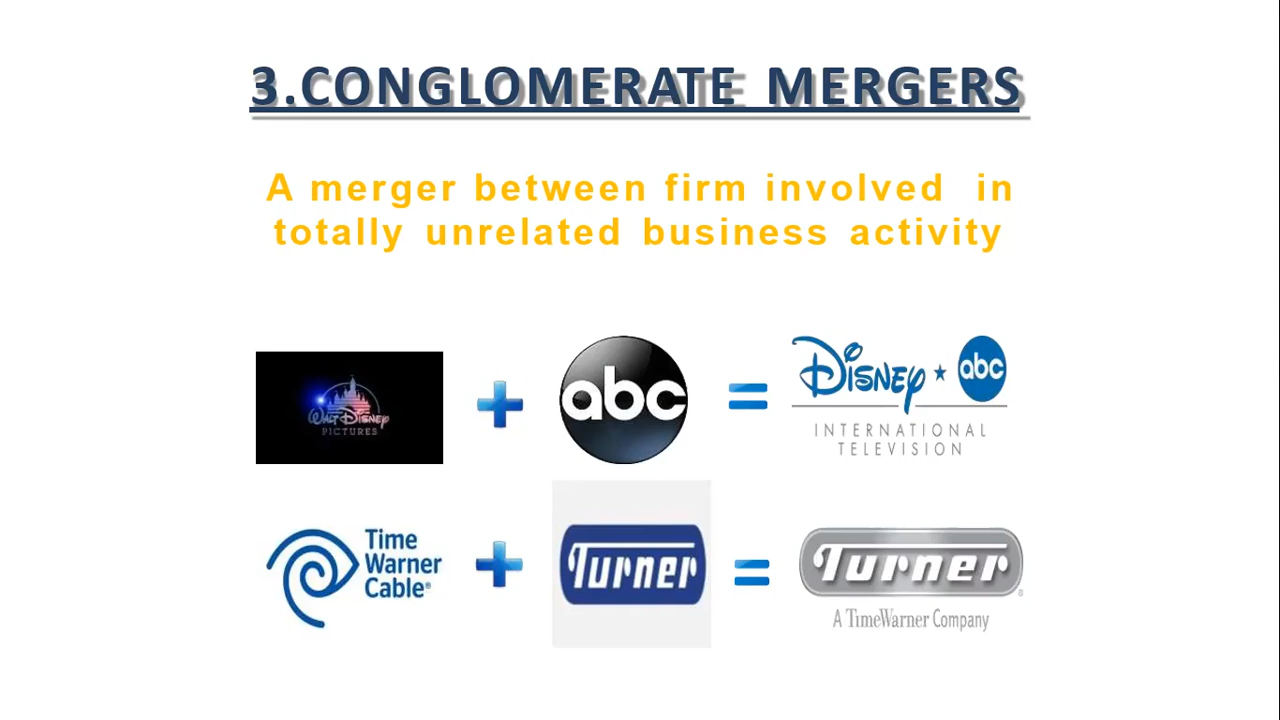 3.CONGLOMERATE MERGERS
A merger between firm involved in
totally unrelated business activity
WALT DISNEY
PICTURES
abc
DISNEY abc
INTERNATIONAL
TELEVISION
Time
Warner
Cable®
Turner
Turner®
A TimeWarner Company